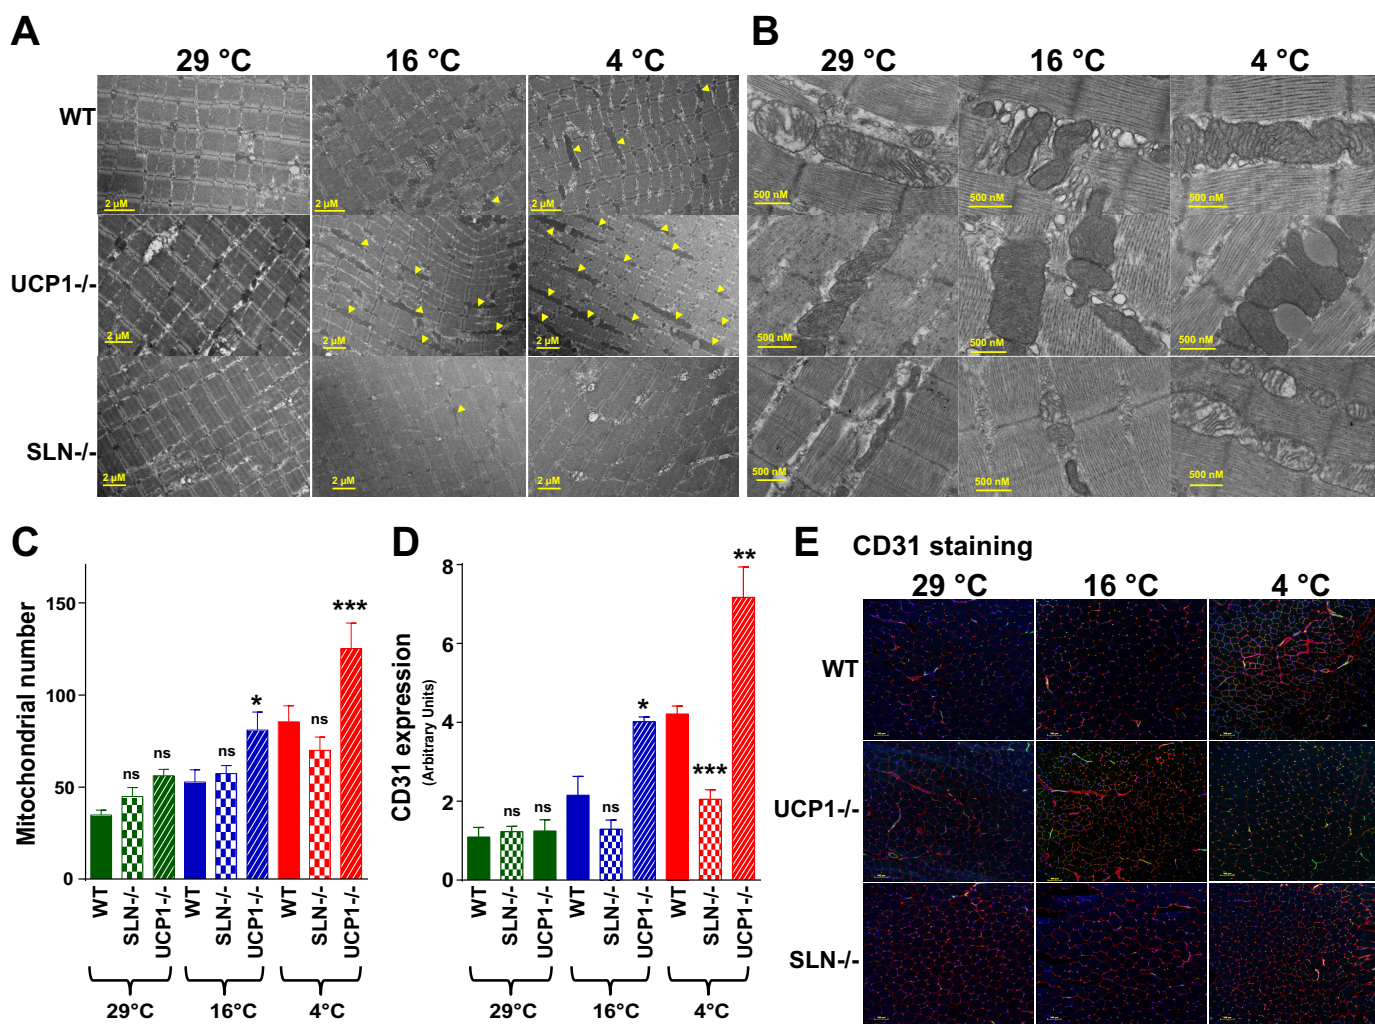 A
29 °C
16 °C
4 °C
WT
UCP1-/-
SLN-/-
2 µM
2 µM
2 µM
2 µM
2 µM
2 µM
2 µM
2 µM
2 µM
B
29 °C
16 °C
4 °C
500 nM
500 nM
500 nM
500 nM
500 nM
500 nM
500 nM
500 nM
500 nM
C
Mitochondrial number
150
100
50
0
ns
ns
ns
*
ns
***
WT
SLN-/-
UCP1-/-
WT
SLN-/-
UCP1-/-
WT
SLN-/-
UCP1-/-
29°C
16°C
4°C
D
CD31 expression
(Arbitrary Units)
8
6
4
2
0
ns
ns
ns
*
***
**
WT
SLN-/-
UCP1-/-
WT
SLN-/-
UCP1-/-
WT
SLN-/-
UCP1-/-
29°C
16°C
4°C
E
CD31 staining
29 °C
16 °C
4 °C
WT
UCP1-/-
SLN-/-